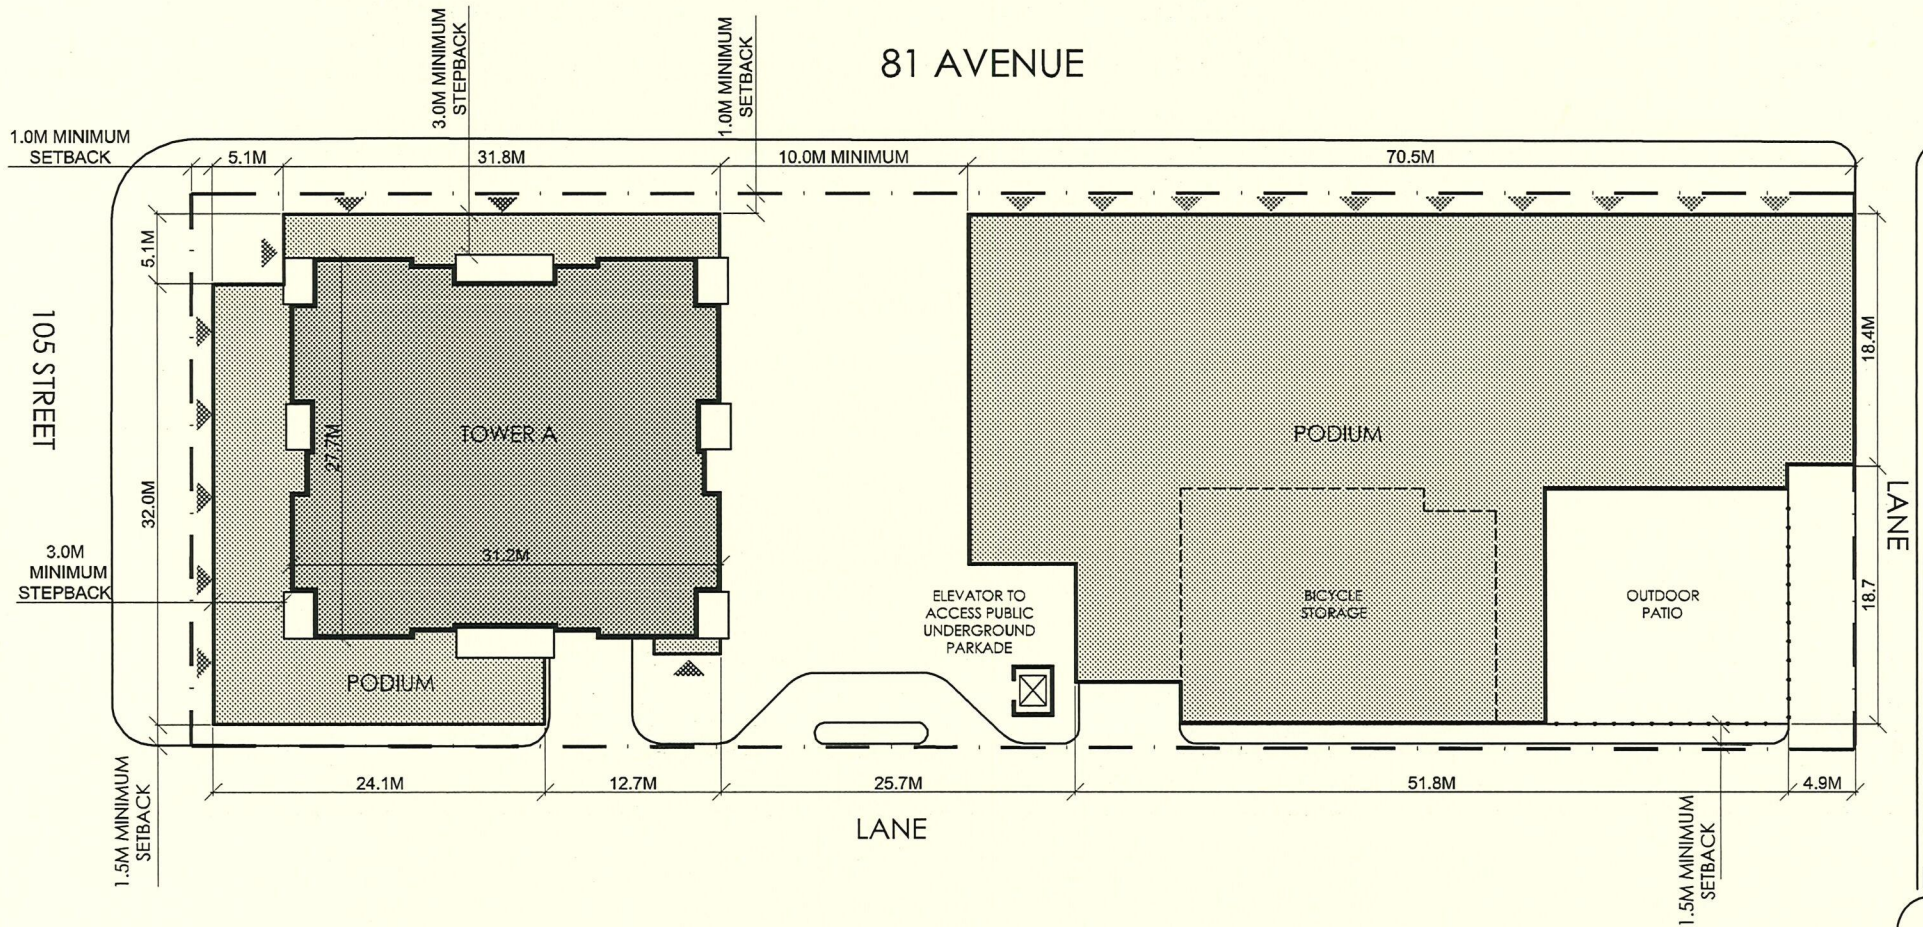 81 AVENUE
3.0M MINIMUM
STEPBACK
1.0M MINIMUM
SETBACK
1.0M MINIMUM
SETBACK
5.1M
31.8M
10.0M MINIMUM
70.5M
5.1M
105 STREET
32.0M
TOWER A
27.7M
31.2M
PODIUM
18.4M
LANE
18.7
3.0M
MINIMUM
STEPBACK
ELEVATOR TO
ACCESS PUBLIC
UNDERGROUND
PARKADE
BICYCLE
STORAGE
OUTDOOR
PATIO
PODIUM
24.1M
12.7M
25.7M
51.8M
4.9M
1.5M MINIMUM
SETBACK
LANE
1.5M MINIMUM
SETBACK